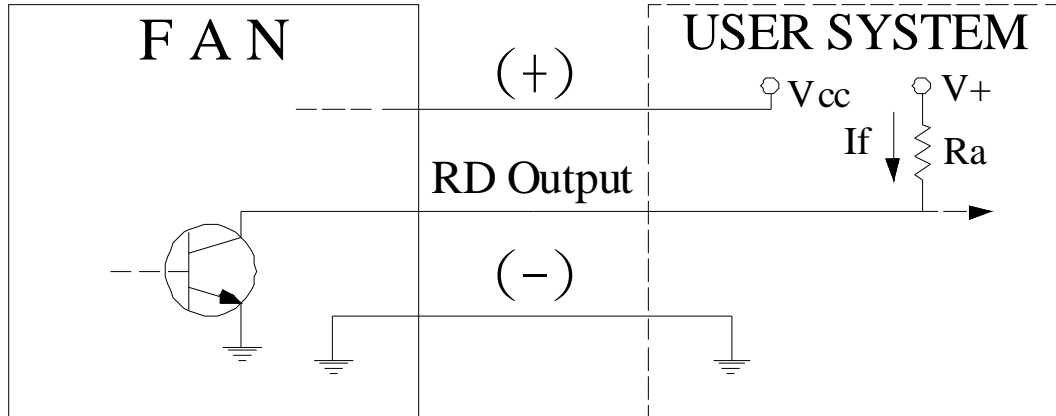 F A N
USER SYSTEM
(+)
Vcc
V+
If
Ra
RD Output
(-)